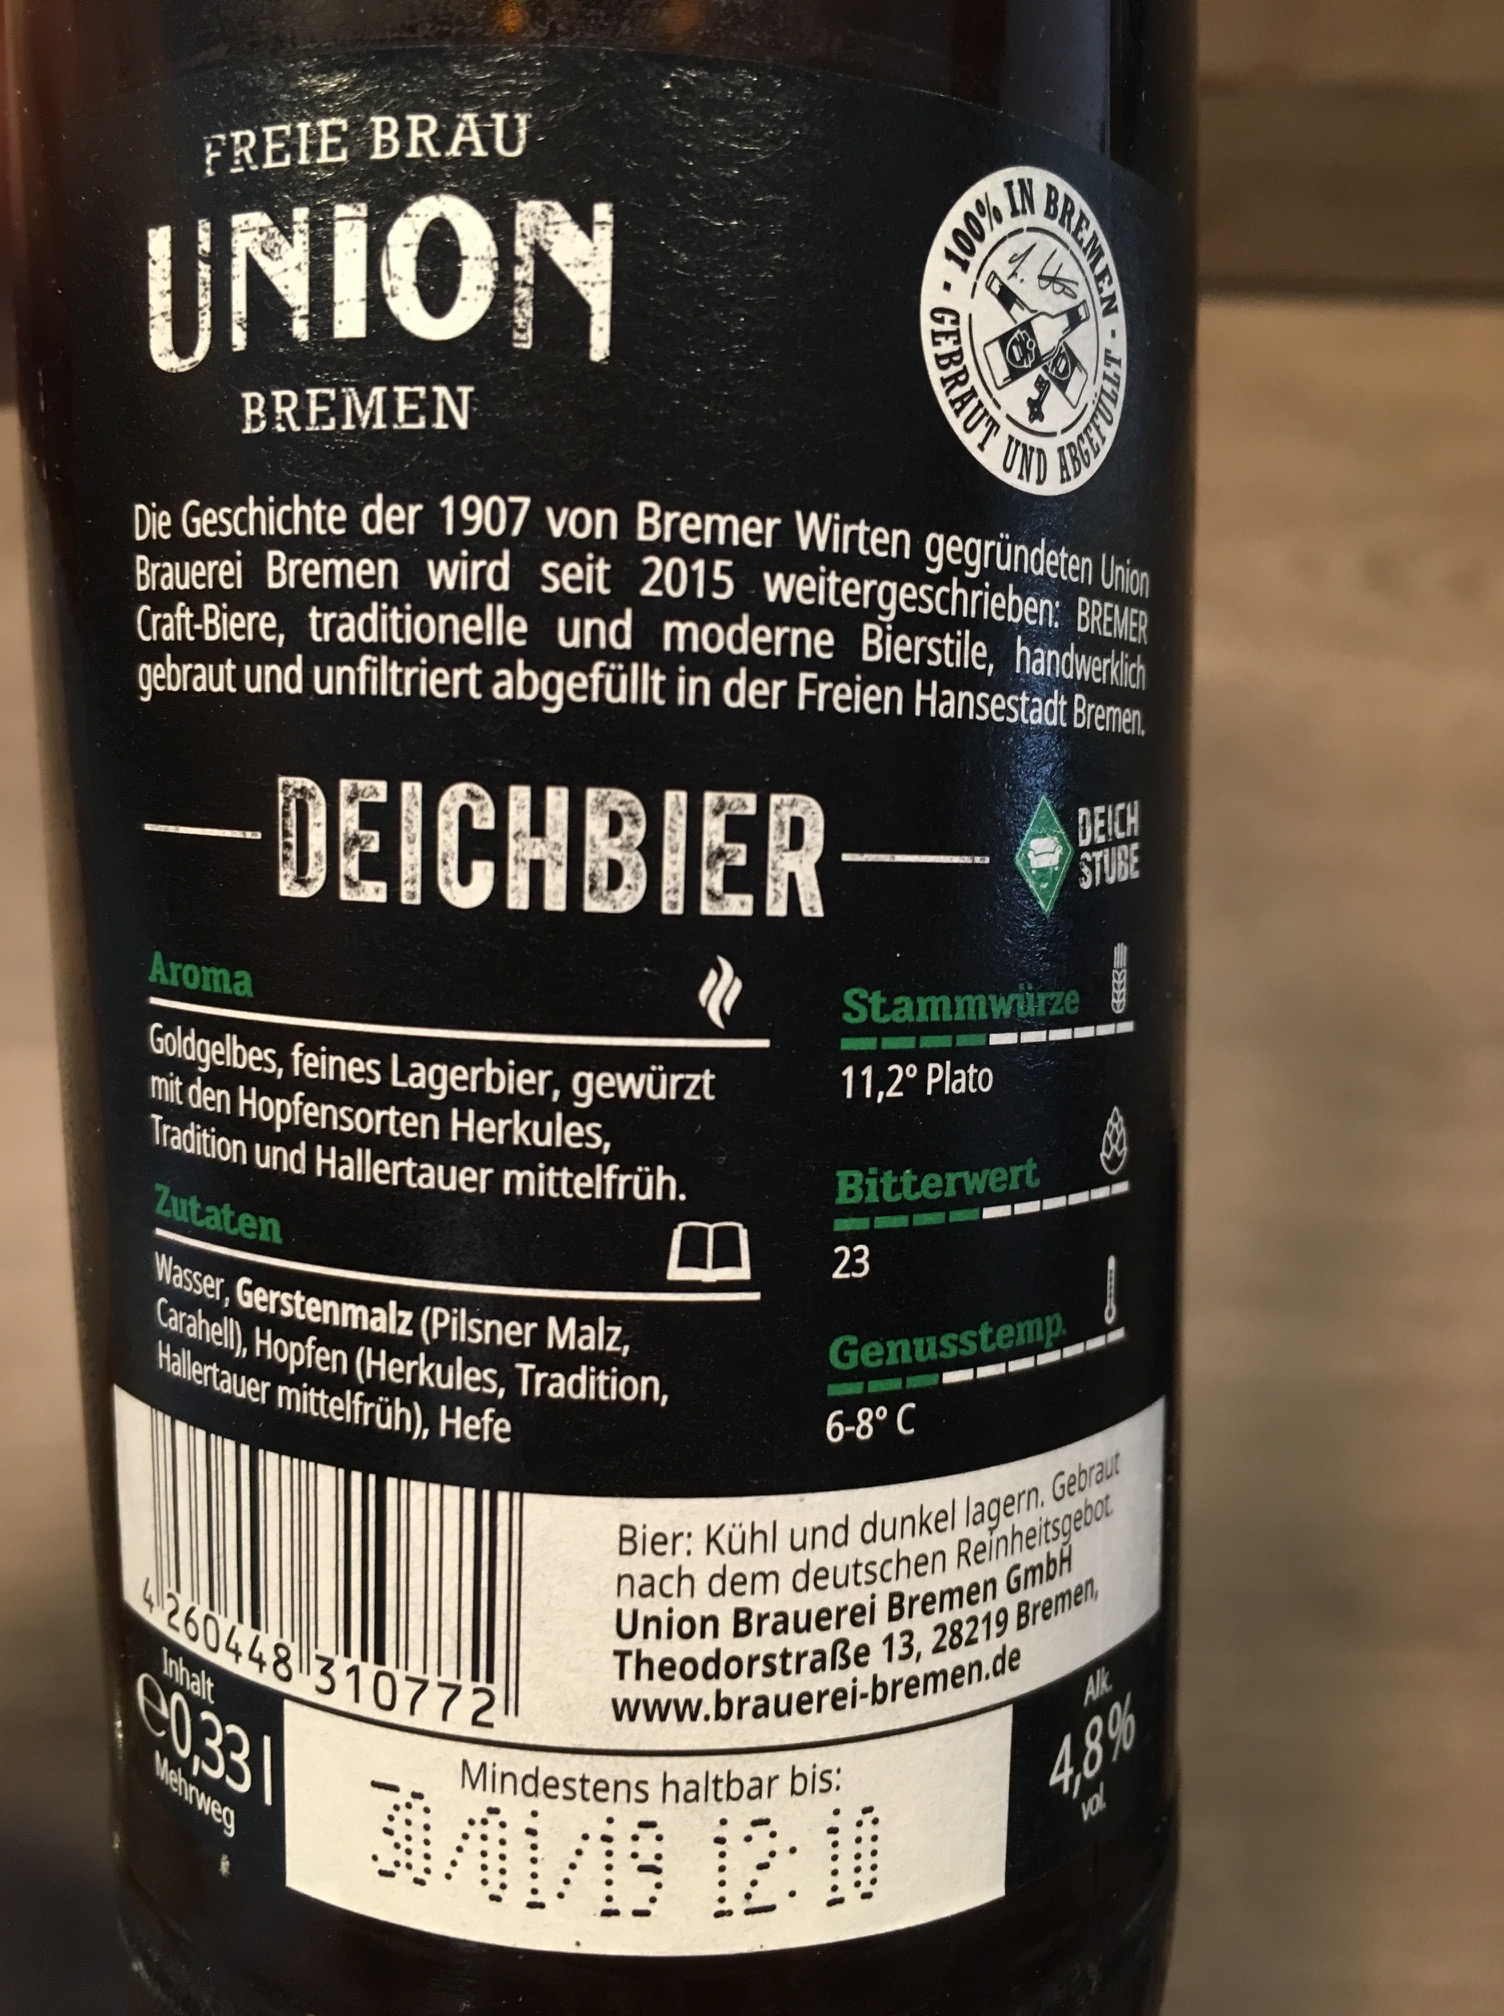 FREIE BRAU
UNION
BREMEN
100% IN BREMEN
GEBRAUT UND ABGEFÜLLT
Die Geschichte der 1907 von Bremer Wirten gegründeten Union
Brauerei Bremen wird seit 2015 weitergeschrieben: BREMER
Craft-Biere, traditionelle und moderne Bierstile, handwerklich
gebraut und unfiltriert abgefüllt in der Freien Hansestadt Bremen.
DEICHBIER
DEICH
STUBE
Aroma
Goldgelbes, feines Lagerbier, gewürzt
mit den Hopfensorten Herkules,
Tradition und Hallertauer mittelfrüh.
Zutaten
Wasser, Gerstenmalz (Pilsner Malz,
Carahell), Hopfen (Herkules, Tradition,
Hallertauer mittelfrüh), Hefe
Stammwürze
11,2° Plato
Bitterwert
23
Genusstemp.
6-8° C
4 260448 310772
Bier: Kühl und dunkel lagern. Gebraut
nach dem deutschen Reinheitsgebot.
Union Brauerei Bremen GmbH
Theodorstraße 13, 28219 Bremen,
www.brauerei-bremen.de
Inhalt
e0,33 l
Mehrweg
Mindestens haltbar bis:
30/01/19 12:10
Alk.
4,8%
vol.